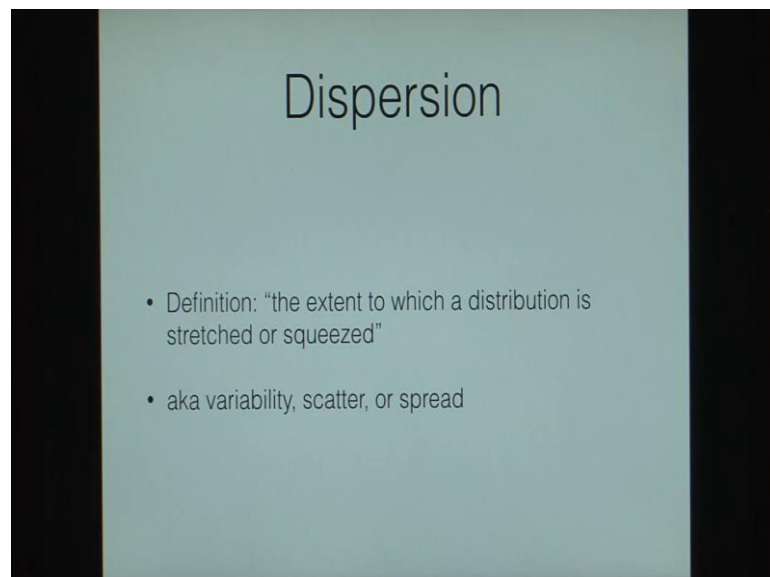 Dispersion
• Definition: “the extent to which a distribution is
stretched or squeezed”
• aka variability, scatter, or spread